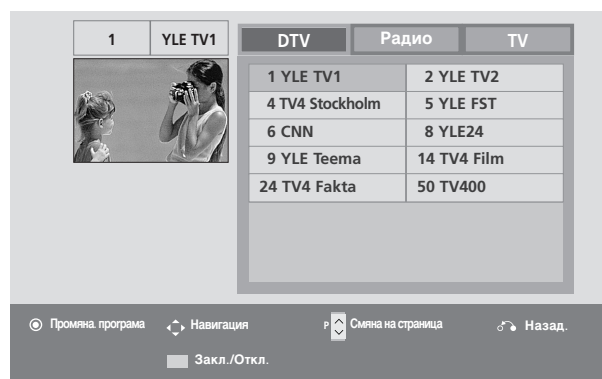 1 YLE TV1
DTV Радио TV
1 YLE TV1 2 YLE TV2
4 TV4 Stockholm 5 YLE FST
6 CNN 8 YLE24
9 YLE Teema 14 TV4 Film
24 TV4 Fakta 50 TV400
Промяна. програма Навигация P Смяна на страница Назад.
Закл./Откл.